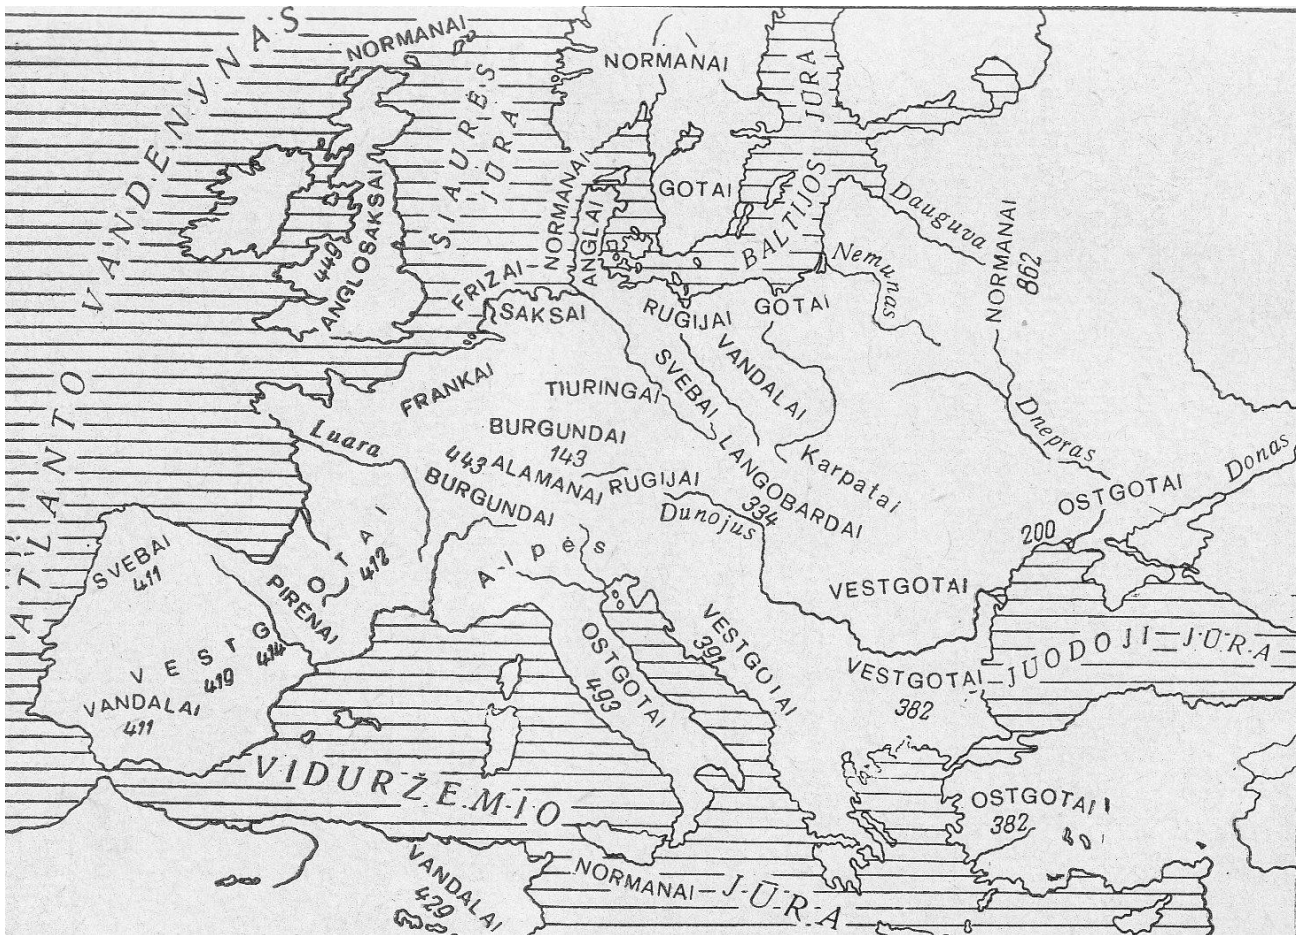 ATLANTO VANDENYNAS
NORMANAI
ŠIAURĖS
JŪRA
NORMANAI
BALTIJOS JŪRA
GOTAI
NORMANAI
ANGLAI
Dauguva
NORMANAI
862
Nemunas
449
ANGLOSAKSAI
FRIZAI
SAKSAI
RUGIJAI
GOTAI
VANDALAI
SVEBAI
FRANKAI
TIURINGAI
Luara
BURGUNDAI
143
443
ALAMANAI
BURGUNDAI
RUGIJAI
LANGOBARDAI
334
Karpatai
Dnepras
Donas
Dunojus
OSTGOTAI
200
Alpės
SVEBAI
411
PIRĖNAI
VESTGOTAI
412
414
419
VANDALAI
411
OSTGOTAI
493
VESTGOTAI
391
VESTGOTAI
VESTGOTAI
382
JUODOJI JŪRA
VIDURŽEMIO JŪRA
OSTGOTAI
382
VANDALAI
429
NORMANAI